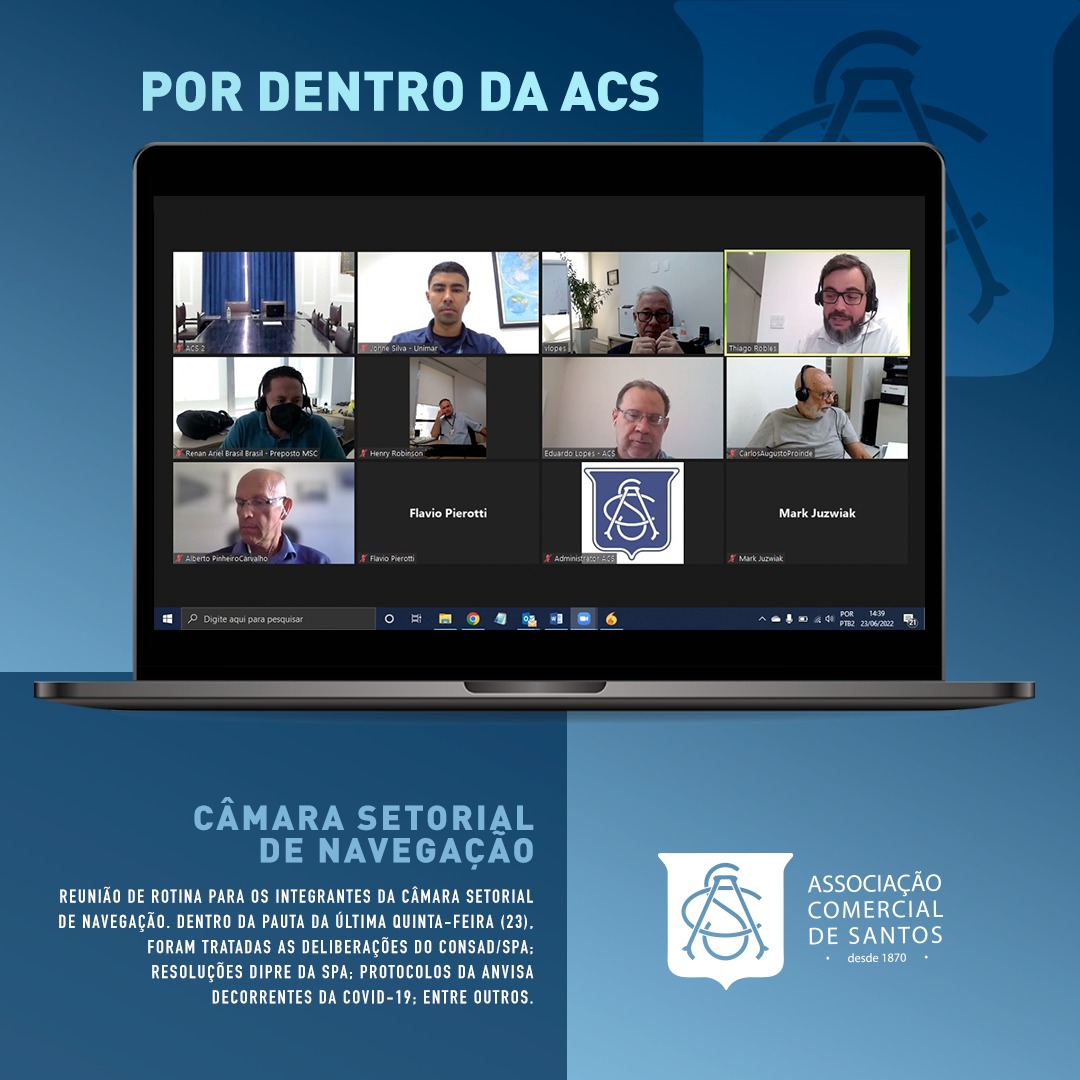 POR DENTRO DA ACS
ACS 2
Johne Silva - Unimar
vlopes
Thiago Robles
Renan Ariel Brasil Brasil - Preposto MSC
Henry Robinson
Eduardo Lopes - ACS
CarlosAugustoProinde
Alberto PinheiroCarvalho
Flavio Pierotti
Flavio Pierotti
Administrator ACS
Mark Juzwiak
Mark Juzwiak
Digite aqui para pesquisar
POR
PTB2
14:39
23/06/2022
21
CÂMARA SETORIAL
DE NAVEGAÇÃO
REUNIÃO DE ROTINA PARA OS INTEGRANTES DA CÂMARA SETORIAL
DE NAVEGAÇÃO. DENTRO DA PAUTA DA ÚLTIMA QUINTA-FEIRA (23),
FORAM TRATADAS AS DELIBERAÇÕES DO CONSAD/SPA;
RESOLUÇÕES DIPRE DA SPA; PROTOCOLOS DA ANVISA
DECORRENTES DA COVID-19; ENTRE OUTROS.
ASSOCIAÇÃO
COMERCIAL
DE SANTOS
• desde 1870 •